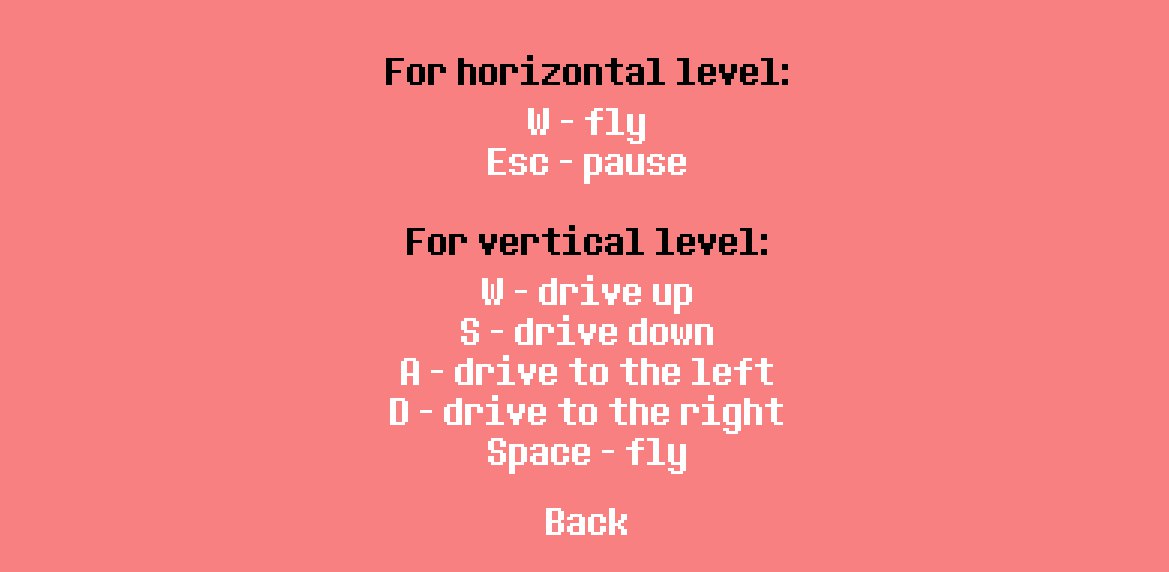 For horizontal level:
W - fly
Esc - pause
For vertical level:
W - drive up
S - drive down
A - drive to the left
D - drive to the right
Space - fly
Back